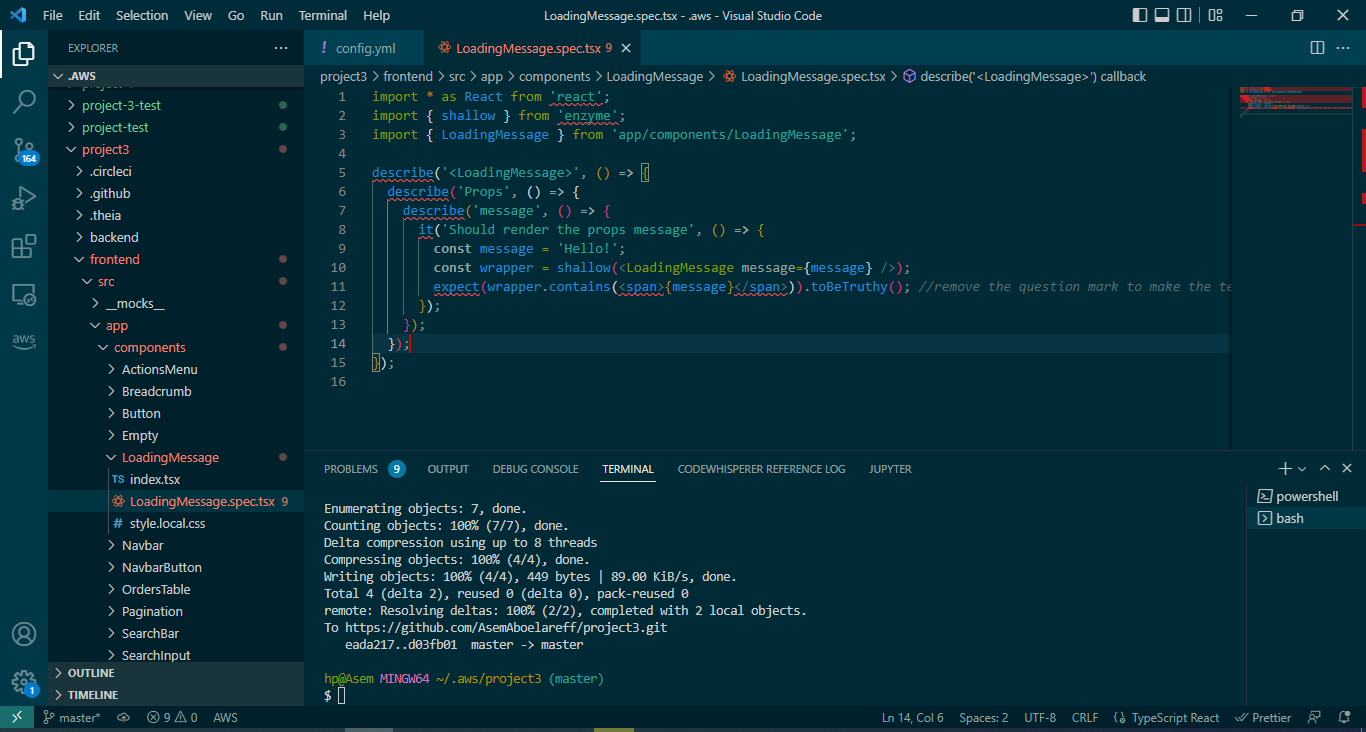 File Edit Selection View Go Run Terminal Help LoadingMessage.spec.tsx - .aws - Visual Studio Code
EXPLORER
.AWS
project-3-test
project-test
project3
.circleci
.github
.theia
backend
frontend
src
__mocks__
app
components
ActionsMenu
Breadcrumb
Button
Empty
LoadingMessage
TS index.tsx
LoadingMessage.spec.tsx 9
# style.local.css
Navbar
NavbarButton
OrdersTable
Pagination
SearchBar
SearchInput
OUTLINE
TIMELINE
164
aws
1
! config.yml LoadingMessage.spec.tsx 9
project3 > frontend > src > app > components > LoadingMessage > LoadingMessage.spec.tsx > describe('<LoadingMessage>') callback
1 import * as React from 'react';
2 import { shallow } from 'enzyme';
3 import { LoadingMessage } from 'app/components/LoadingMessage';
4
5 describe('<LoadingMessage>', () => {
6 describe('Props', () => {
7 describe('message', () => {
8 it('Should render the props message', () => {
9 const message = 'Hello!';
10 const wrapper = shallow(<LoadingMessage message={message} />);
11 expect(wrapper.contains(<span>{message}</span>)).toBeTruthy(); //remove the question mark to make the te
12 });
13 });
14 });
15 });
16
PROBLEMS 9 OUTPUT DEBUG CONSOLE TERMINAL CODEWHISPERER REFERENCE LOG JUPYTER
Enumerating objects: 7, done.
Counting objects: 100% (7/7), done.
Delta compression using up to 8 threads
Compressing objects: 100% (4/4), done.
Writing objects: 100% (4/4), 449 bytes | 89.00 KiB/s, done.
Total 4 (delta 2), reused 0 (delta 0), pack-reused 0
remote: Resolving deltas: 100% (2/2), completed with 2 local objects.
To https://github.com/AsemAboelareff/project3.git
eada217..d03fb01 master -> master
hp@Asem MINGW64 ~/.aws/project3 (master)
$
powershell
bash
master* 9 0 AWS Ln 14, Col 6 Spaces: 2 UTF-8 CRLF TypeScript React Prettier